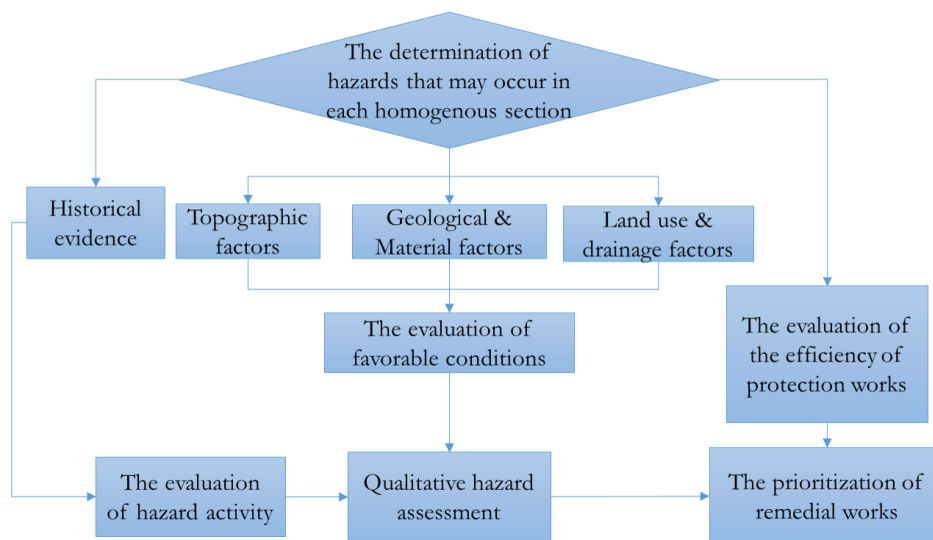 The determination of
hazards that may occur in
each homogenous section
Historical
evidence
Topographic
factors
Geological &
Material factors
Land use &
drainage factors
The evaluation of
favorable conditions
The evaluation of
the efficiency of
protection works
The evaluation
of hazard activity
Qualitative hazard
assessment
The prioritization of
remedial works